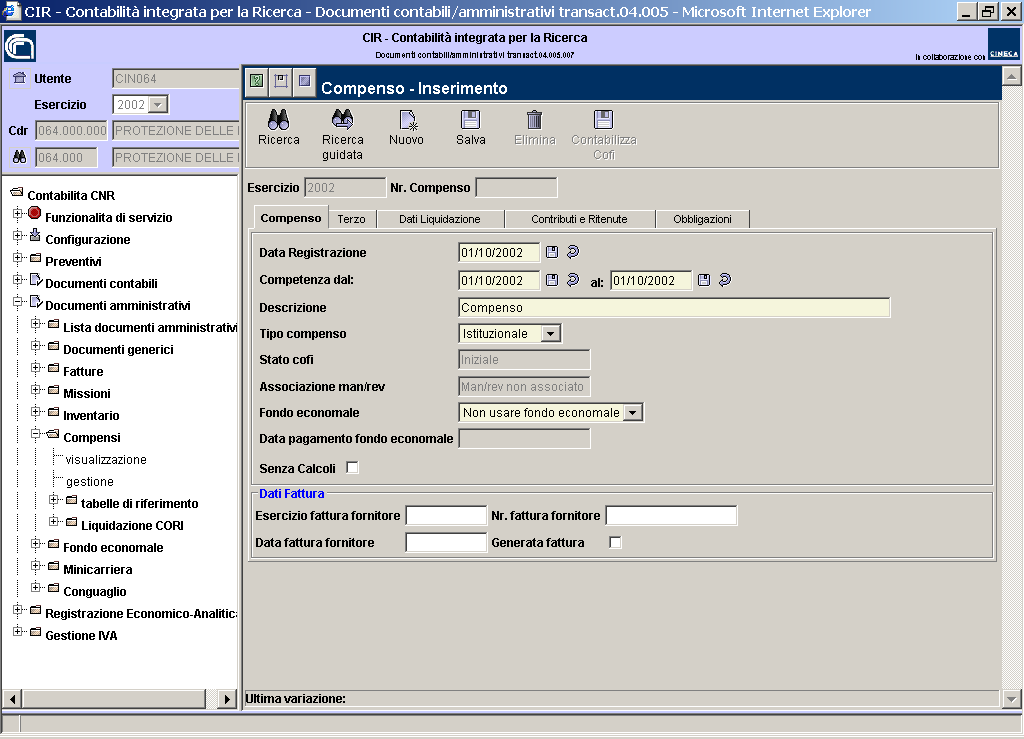 CIR - Contabilità integrata per la Ricerca - Documenti contabili/amministrativi transact.04.005 - Microsoft Internet Explorer
CIR - Contabilità integrata per la Ricerca
Documenti contabili/amministrativi transact.04.005.007
In collaborazione con CINECA
Utente CIN064
Esercizio 2002
Cdr 064.000.000 PROTEZIONE DELLE
064.000 PROTEZIONE DELLE
Contabilita CNR
Funzionalita di servizio
Configurazione
Preventivi
Documenti contabili
Documenti amministrativi
Lista documenti amministrativi
Documenti generici
Fatture
Missioni
Inventario
Compensi
visualizzazione
gestione
tabelle di riferimento
Liquidazione CORI
Fondo economale
Minicarriera
Conguaglio
Registrazione Economico-Analitica
Gestione IVA
Compenso - Inserimento
Ricerca
Ricerca guidata
Nuovo
Salva
Elimina
Contabilizza Cofi
Esercizio 2002 Nr. Compenso
Compenso Terzo Dati Liquidazione Contributi e Ritenute Obbligazioni
Data Registrazione 01/10/2002
Competenza dal: 01/10/2002 al: 01/10/2002
Descrizione Compenso
Tipo compenso Istituzionale
Stato cofi Iniziale
Associazione man/rev Man/rev non associato
Fondo economale Non usare fondo economale
Data pagamento fondo economale
Senza Calcoli
Dati Fattura
Esercizio fattura fornitore Nr. fattura fornitore
Data fattura fornitore Generata fattura
Ultima variazione: